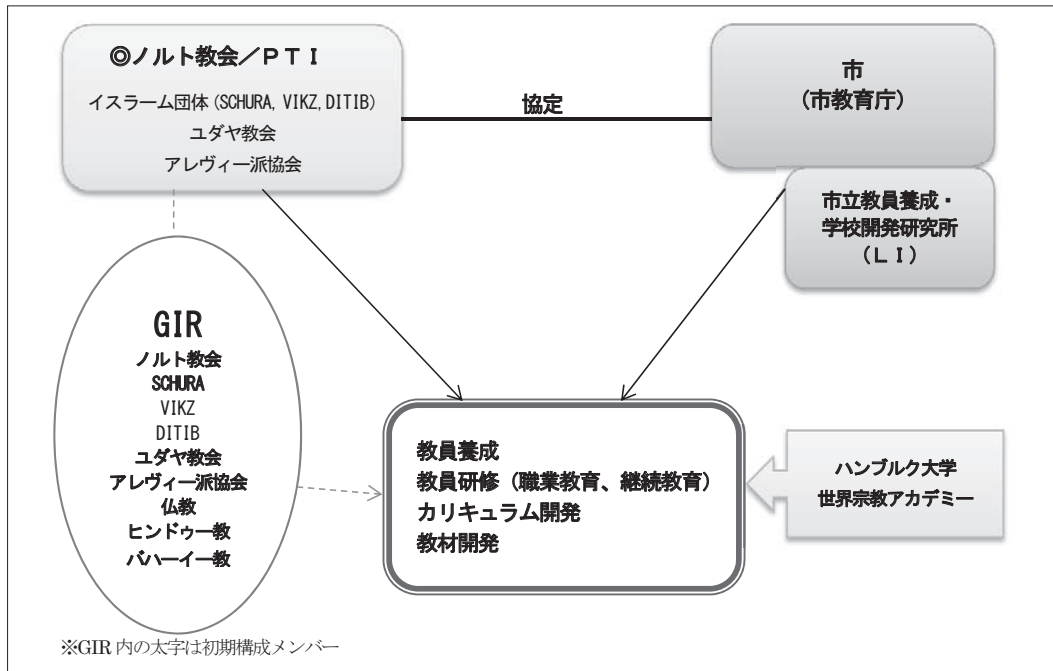 ◎ノルト教会／ＰＴＩ
イスラーム団体 (SCHURA, VIKZ, DITIB)
ユダヤ教会
アレヴィー派協会
協定
市
(市教育庁)
市立教員養成・
学校開発研究所
(ＬＩ)
GIR
ノルト教会
SCHURA
VIKZ
DITIB
ユダヤ教会
アレヴィー派協会
仏教
ヒンドゥー教
バハーイー教
教員養成
教員研修（職業教育、継続教育）
カリキュラム開発
教材開発
ハンブルク大学
世界宗教アカデミー
※GIR 内の太字は初期構成メンバー